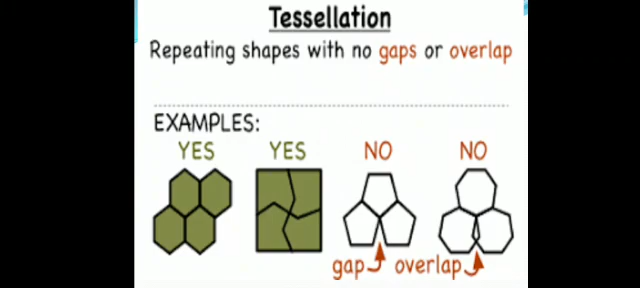 Tessellation
Repeating shapes with no gaps or overlap
EXAMPLES:
YES YES NO NO
gap overlap